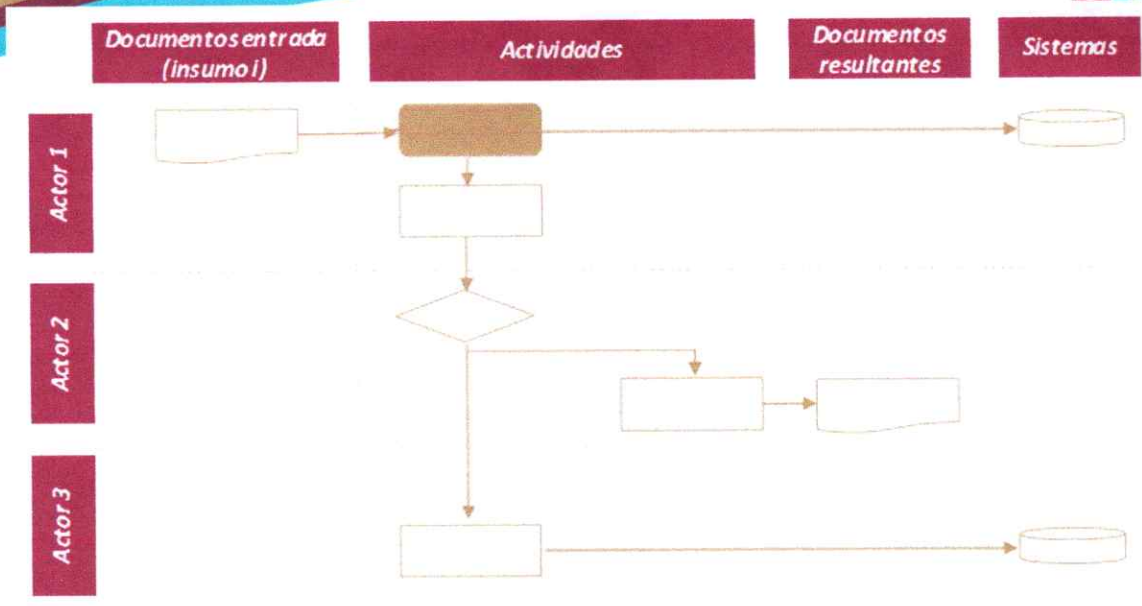 Documentos entrada
(insumo i)
Actividades
Documentos
resultantes
Sistemas
Actor 1
Actor 2
Actor 3